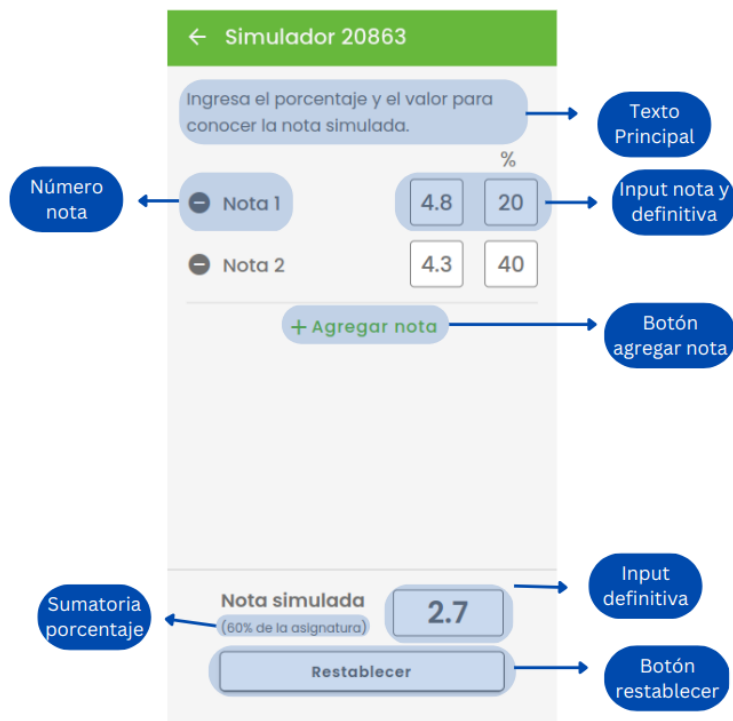 ← Simulador 20863
Ingresa el porcentaje y el valor para
conocer la nota simulada.
Texto
Principal
%
Número
nota
Nota 1
4.8
20
Input nota y
definitiva
Nota 2
4.3
40
+ Agregar nota
Botón
agregar nota
Nota simulada
(60% de la asignatura)
2.7
Input
definitiva
Sumatoria
porcentaje
Restablecer
Botón
restablecer